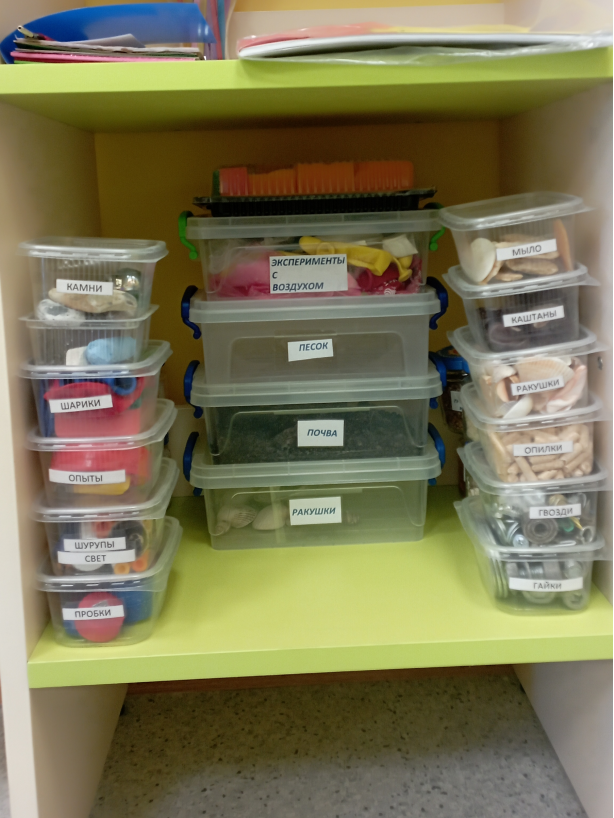 КАМНИ
ШАРИКИ
ОПЫТЫ
ШУРУПЫ
СВЕТ
ПРОБКИ
ЭКСПЕРИМЕНТЫ
С
ВОЗДУХОМ
ПЕСОК
ПОЧВА
РАКУШКИ
МЫЛО
КАШТАНЫ
РАКУШКИ
ОПИЛКИ
ГВОЗДИ
ГАЙКИ